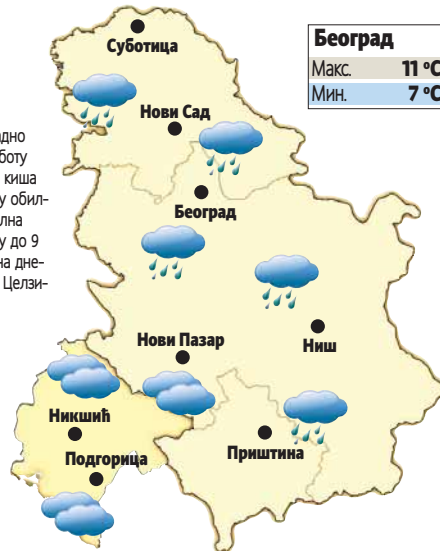 Суботица
Београд
Макс. 11 °C
Мин. 7 °C
Нови Сад
боту
киша
у обил-
у до 9
на дне-
Целзи-
Београд
Нови Пазар
Ниш
Никшић
Приштина
Подгорица